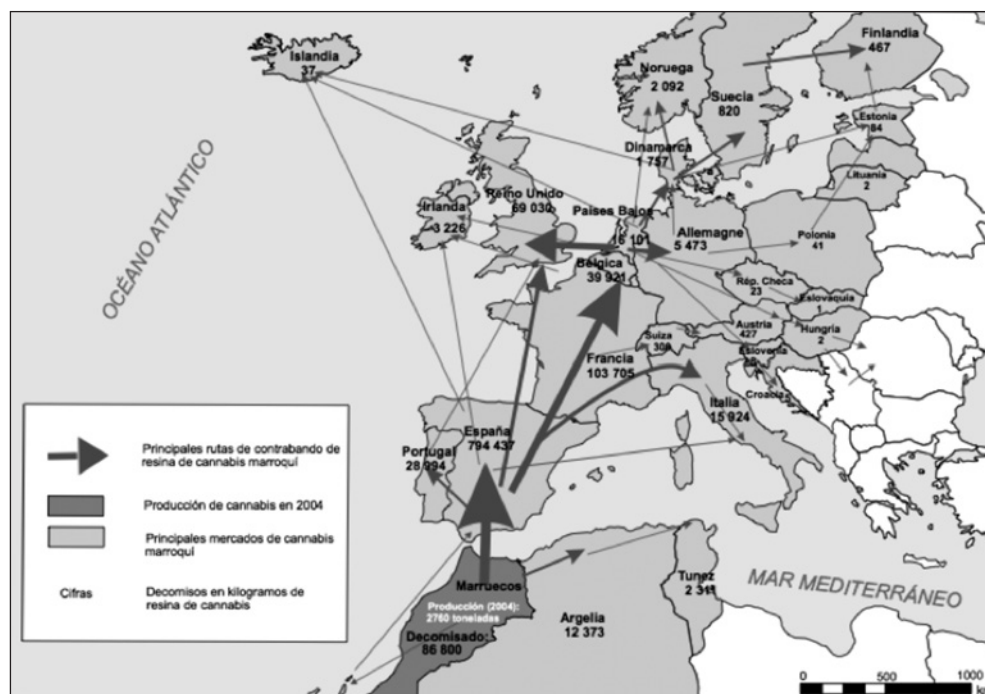 Islandia
37
Finlandia
467
Noruega
2 092
Suecia
820
Estonia
84
Dinamarca
1 757
Lituania
2
OCÉANO ATLÁNTICO
Reino Unido
69 032
Irlanda
3 226
Países Bajos
16 101
Allemagne
5 473
Polonia
41
Bélgica
39 921
Rép. Checa
23
Eslovaquia
1
Austria
427
Hungría
2
Suiza
Francia
103 705
Eslovenia
Croacia
Italia
15 924
España
794 437
Portugal
28 994
Principales rutas de contrabando de
resina de cannabis marroquí
Producción de cannabis en 2004
Principales mercados de cannabis
marroquí
Cifras
Decomisos en kilogramos de
resina de cannabis
Marruecos
Producción (2004):
2760 toneladas
Decomisado:
86 800
Argelia
12 373
Tunez
2 311
MAR MEDITERRÁNEO
0 500 1000